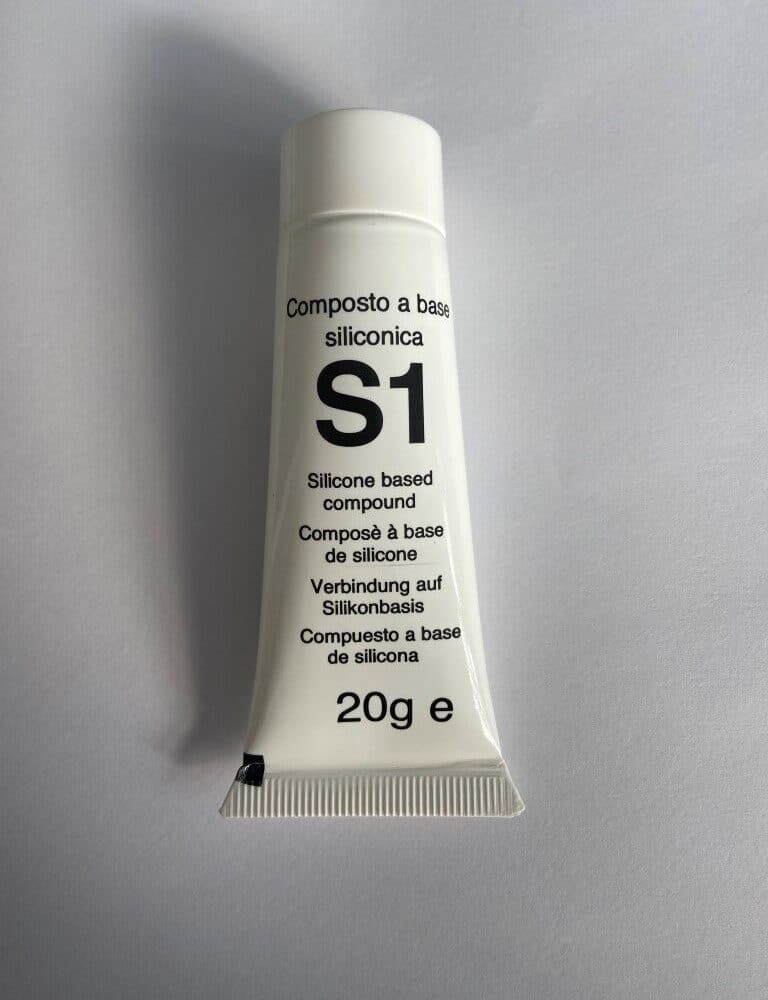 Composto a base
siliconica
S1
Silicone based
compound
Composè à base
de silicone
Verbindung auf
Silikonbasis
Compuesto a base
de silicona
20g e